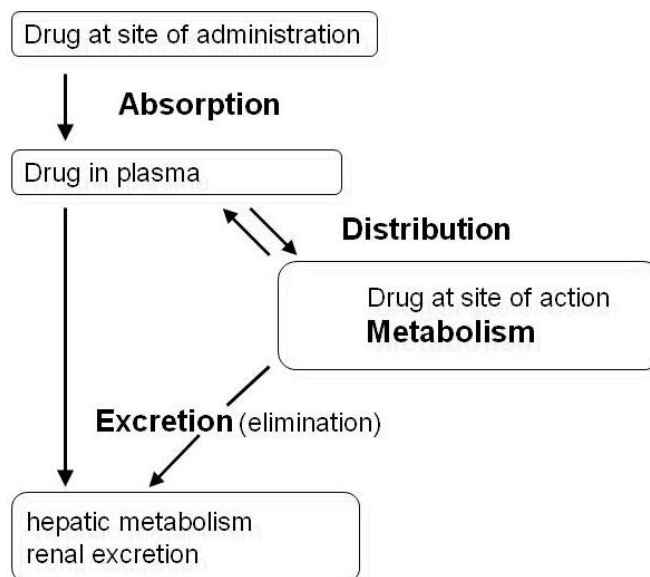 Drug at site of administration
Absorption
Drug in plasma
Distribution
Drug at site of action
Metabolism
Excretion (elimination)
hepatic metabolism
renal excretion